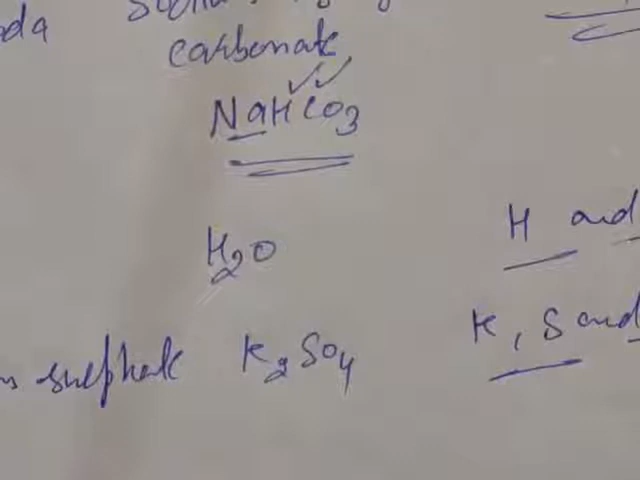 carbonate
NaHCO3
H2O H and
sulphate K2SO4 K, S and